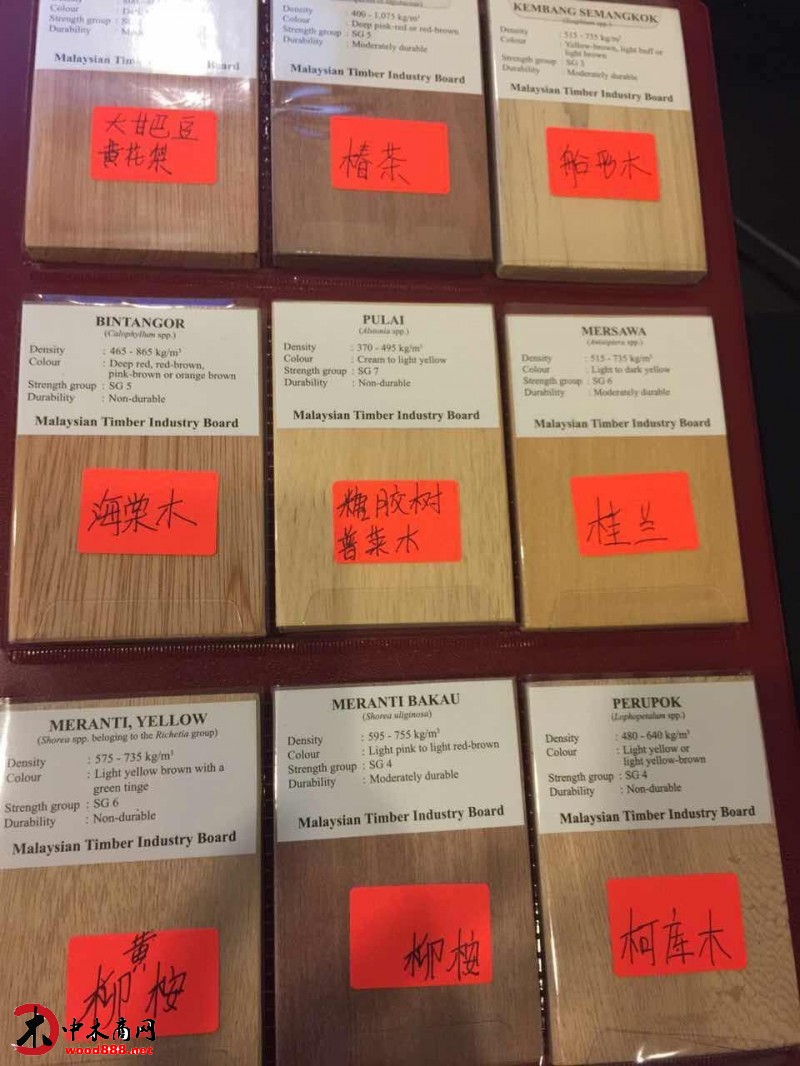 Colour
Strength group : SG
Durability
Malaysian Timber Industry Board
大甘巴豆
黄花梨
Density : 400 - 1,075 kg/m³
Colour : Deep pink-red or red-brown
Strength group : SG 5
Durability : Moderately durable
Malaysian Timber Industry Board
椿茶
KEMBANG SEMANGKOK
Density : 515 - 755 kg/m³
Colour : Yellow-brown, light buff or
light brown
Strength group : SG 5
Durability : Moderately durable
Malaysian Timber Industry Board
船形木
BINTANGOR
(Calophyllum spp.)
Density : 465 - 865 kg/m³
Colour : Deep red, red-brown,
pink-brown or orange brown
Strength group : SG 5
Durability : Non-durable
Malaysian Timber Industry Board
海棠木
PULAI
(Alstonia spp.)
Density : 370 - 495 kg/m³
Colour : Cream to light yellow
Strength group : SG 7
Durability : Non-durable
Malaysian Timber Industry Board
糖胶树
普莱木
MERSAWA
(Anisoptera spp.)
Density : 515 - 735 kg/m³
Colour : Light to dark yellow
Strength group : SG 6
Durability : Moderately durable
Malaysian Timber Industry Board
桂兰
MERANTI, YELLOW
(Shorea spp. beloging to the Richetia group)
Density : 575 - 735 kg/m³
Colour : Light yellow brown with a
green tinge
Strength group : SG 6
Durability : Non-durable
Malaysian Timber Industry Board
黄
柳桉
MERANTI BAKAU
(Shorea uliginosa)
Density : 595 - 755 kg/m³
Colour : Light pink to light red-brown
Strength group : SG 4
Durability : Moderately durable
Malaysian Timber Industry Board
柳桉
PERUPOK
(Lophopetalum spp.)
Density : 480 - 640 kg/m³
Colour : Light yellow or
light yellow-brown
Strength group : SG 4
Durability : Non-durable
Malaysian Timber Industry Board
柯库木
中木商网
wood888.net